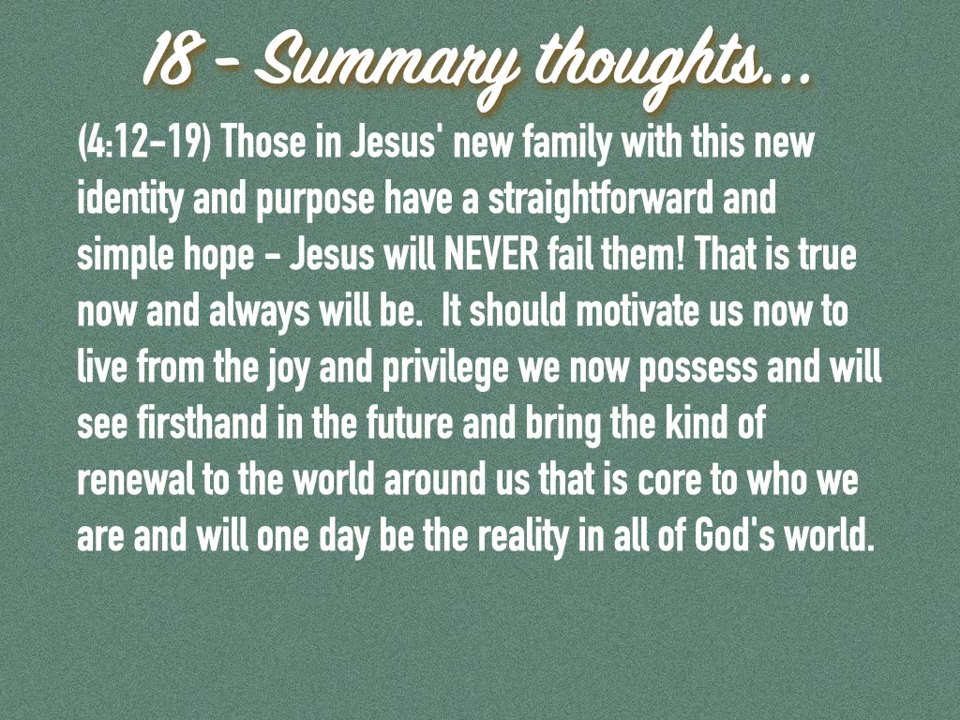 18 - Summary thoughts...
(4:12-19) Those in Jesus' new family with this new
identity and purpose have a straightforward and
simple hope - Jesus will NEVER fail them! That is true
now and always will be.  It should motivate us now to
live from the joy and privilege we now possess and will
see firsthand in the future and bring the kind of
renewal to the world around us that is core to who we
are and will one day be the reality in all of God's world.